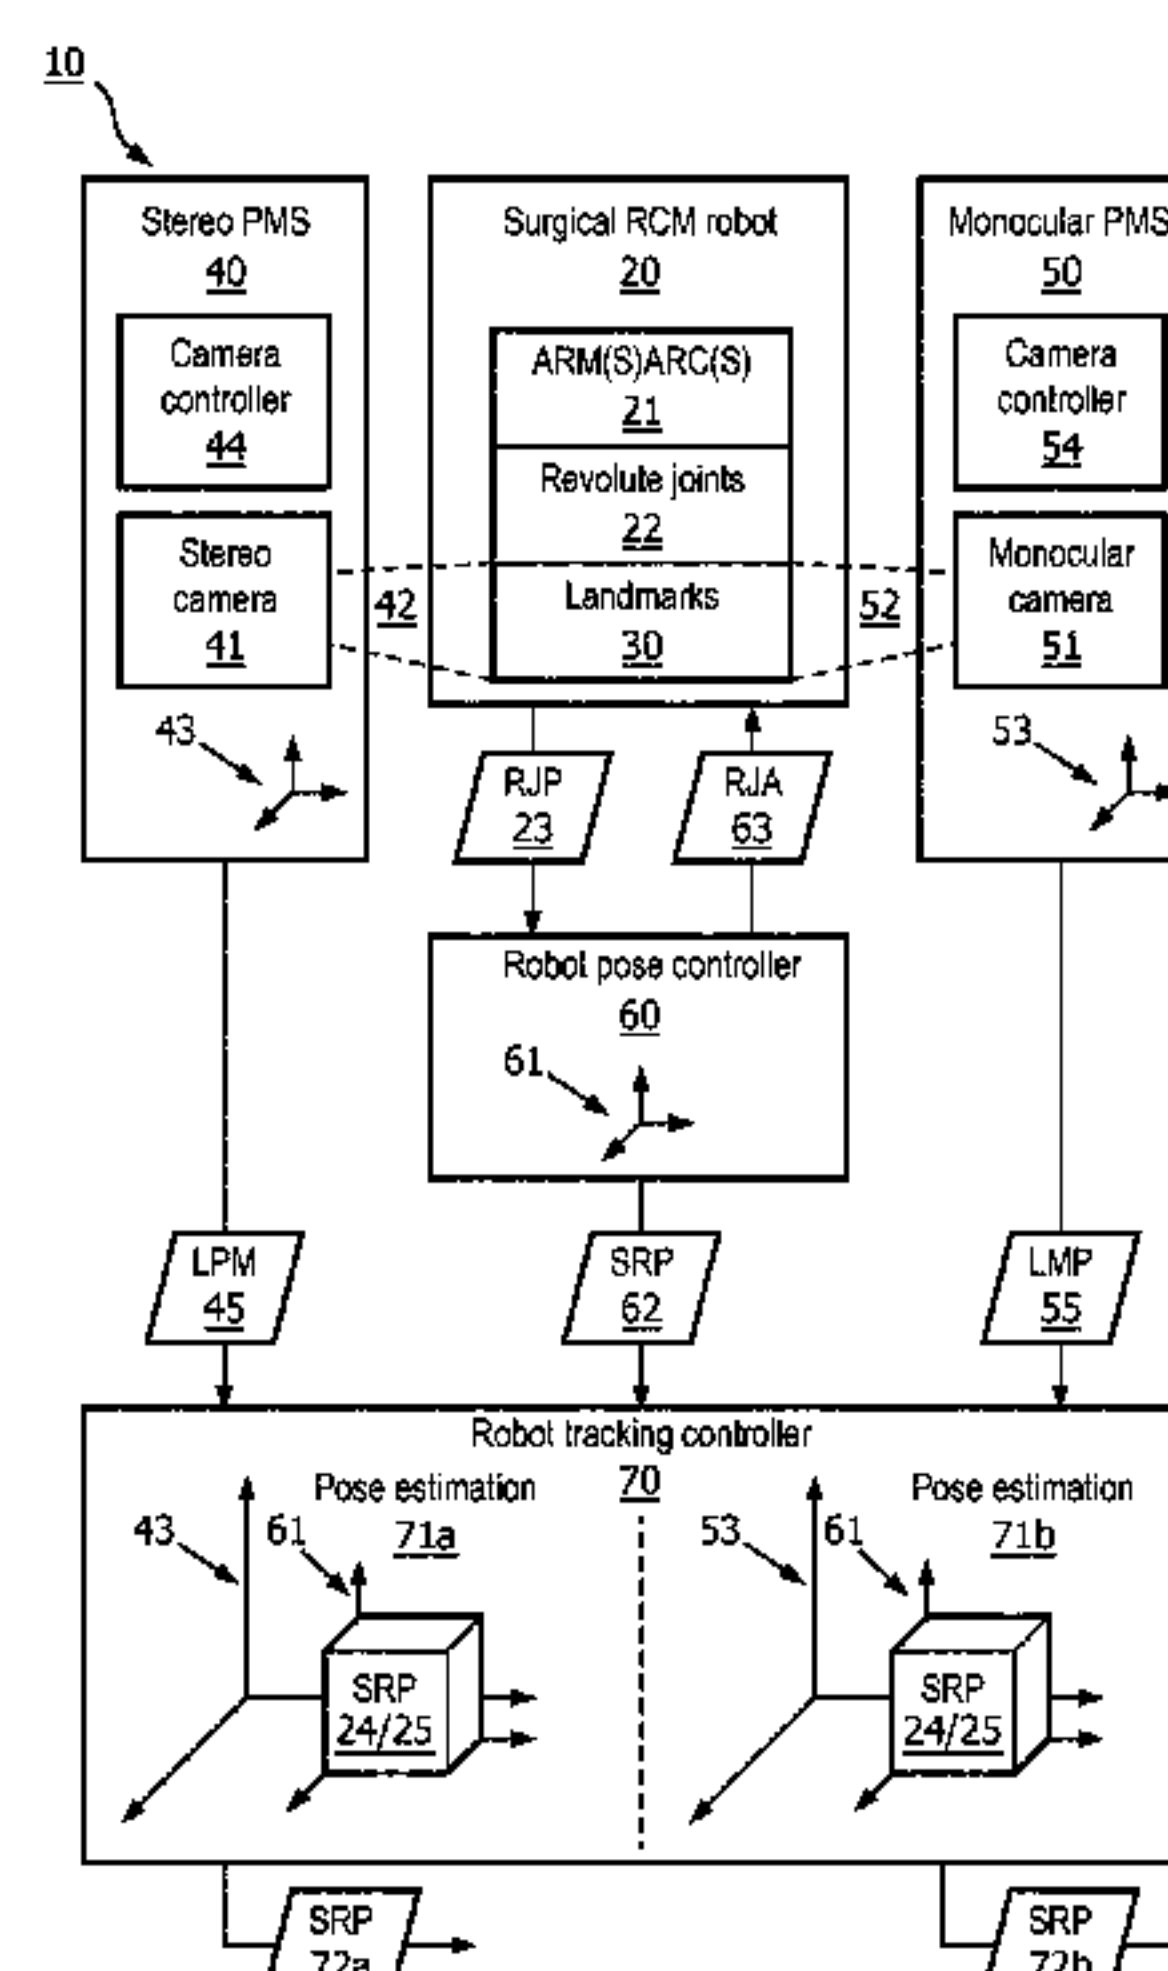 10
Stereo PMS
40
Camera
controller
44
Stereo
camera
41
42
43
Surgical RCM robot
20
ARM(S)ARC(S)
21
Revolute joints
22
Landmarks
30
52
Monocular PMS
50
Camera
controller
54
Monocular
camera
51
53
RJP
23
RJA
63
Robot pose controller
60
61
LPM
45
SRP
62
LMP
55
Robot tracking controller
70
Pose estimation
71a
43
61
SRP
24/25
Pose estimation
71b
53
61
SRP
24/25
SRP
72a
SRP
72b